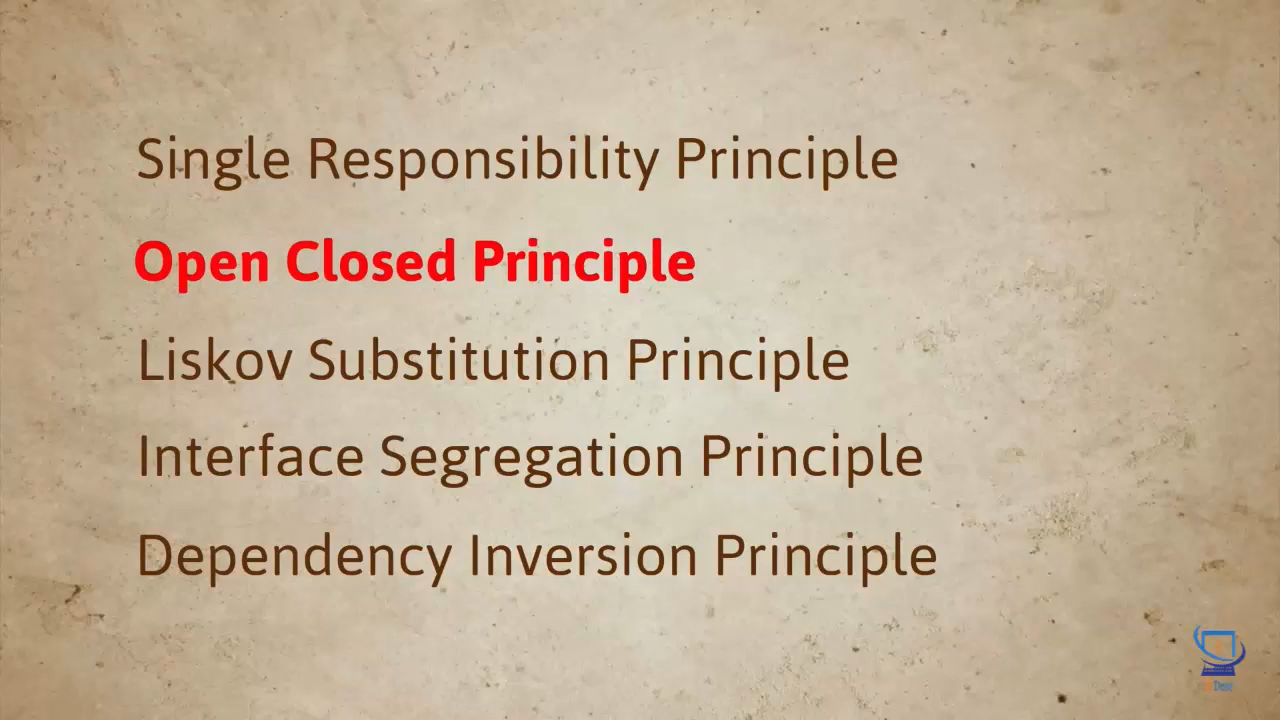 Single Responsibility Principle
Open Closed Principle
Liskov Substitution Principle
Interface Segregation Principle
Dependency Inversion Principle